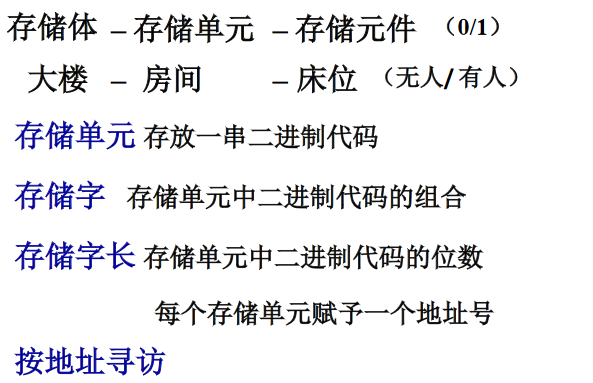 存储体 – 存储单元 – 存储元件 （0/1）
大楼 – 房间 – 床位 （无人/ 有人）
存储单元 存放一串二进制代码
存储字 存储单元中二进制代码的组合
存储字长 存储单元中二进制代码的位数
每个存储单元赋予一个地址号
按地址寻访